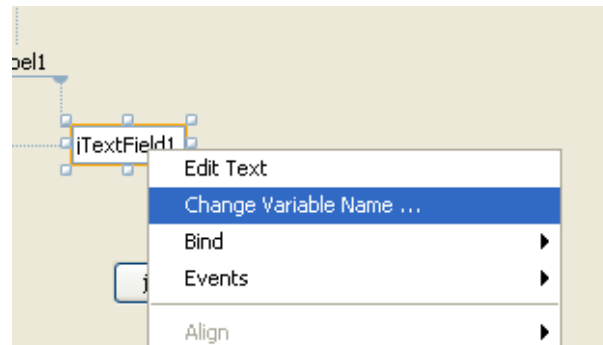 bel1
jTextField1
Edit Text
Change Variable Name ...
Bind
j
Events
Align